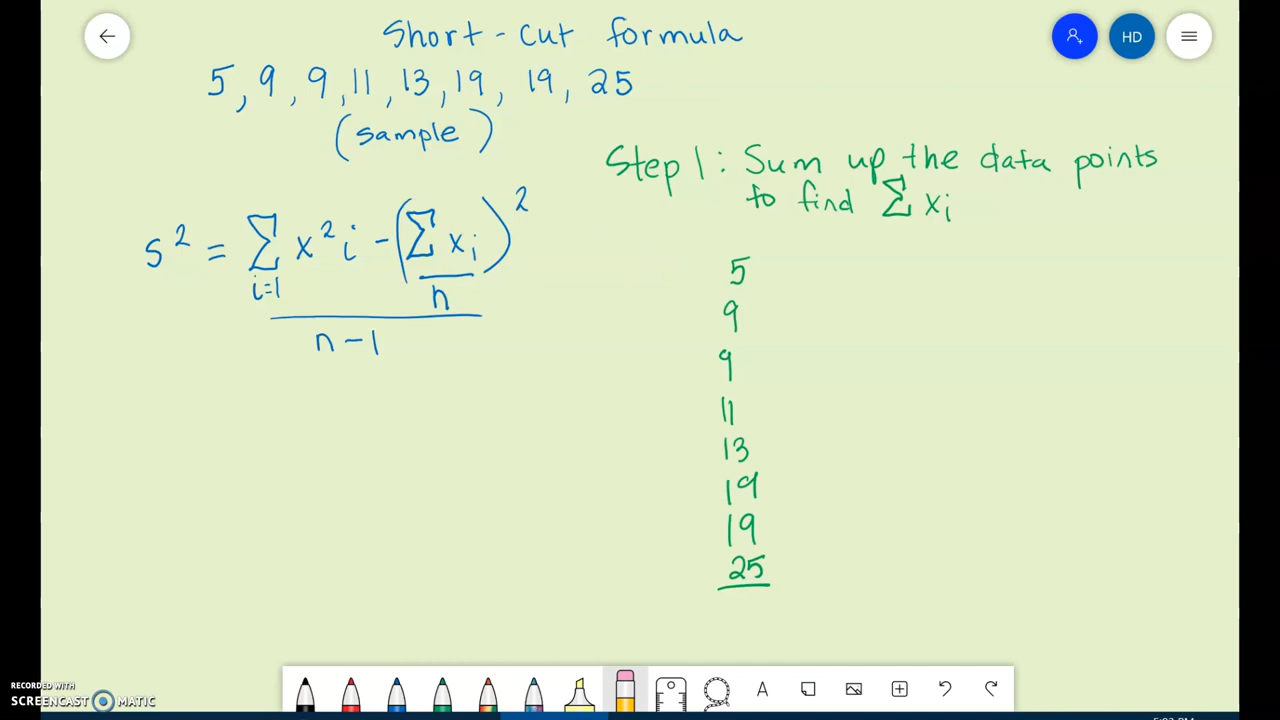 Short-cut formula
5, 9, 9, 11, 13, 19, 19, 25
(sample)
HD
Step 1: Sum up the data points
to find Σ xi
s² = Σ x² i - (Σ xi)²
i=1
n
n-1
5
9
9
11
13
19
19
25
RECORDED WITH
SCREENCAST MATIC
A